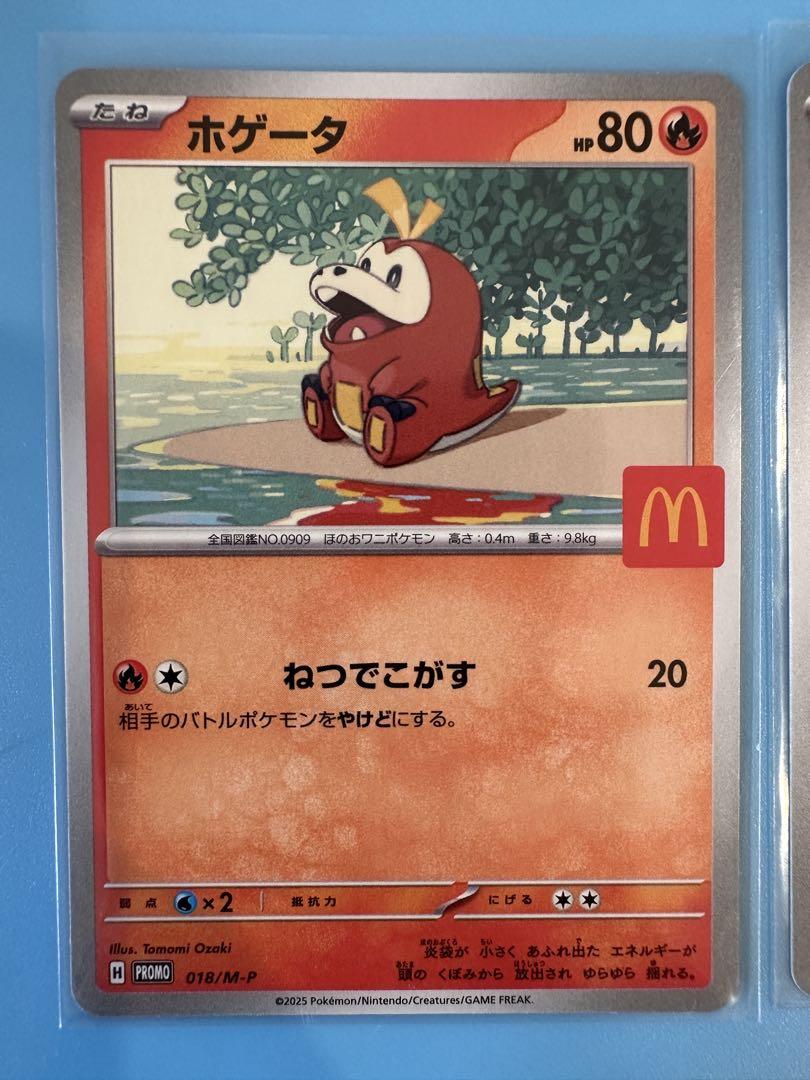 たね ホゲータ HP80
全国図鑑NO.0909 ほのおワニポケモン 高さ:0.4m 重さ:9.8kg
ねつでこがす 20
相手のバトルポケモンをやけどにする。
弱点 ×2 抵抗力 にげる
Illus. Tomomi Ozaki
炎袋が 小さく あふれ出た エネルギーが
頭の くぼみから 放出され ゆらゆら 揺れる。
H PROMO 018/M-P
©2025 Pokémon/Nintendo/Creatures/GAME FREAK.